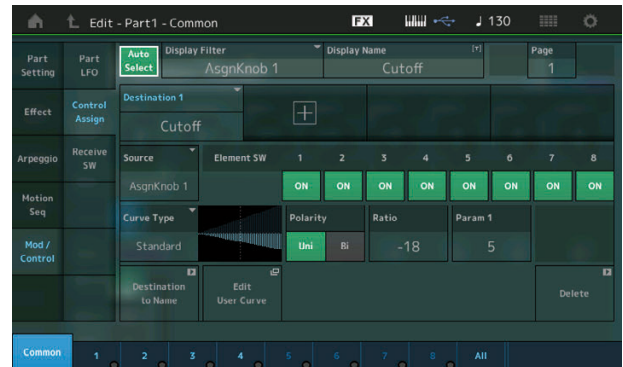 Edit - Part1 - Common FX 130
Part Setting
Part LFO
Auto Select
Display Filter
AsgnKnob 1
Display Name [T]
Cutoff
Page
1
Effect
Control Assign
Destination 1
Cutoff
Arpeggio
Receive SW
Source
AsgnKnob 1
Element SW 1 2 3 4 5 6 7 8
ON ON ON ON ON ON ON ON
Motion Seq
Curve Type
Standard
Polarity
Uni Bi
Ratio
-18
Param 1
5
Mod / Control
Destination to Name
Edit User Curve
Delete
Common 1 2 3 4 5 6 7 8 All